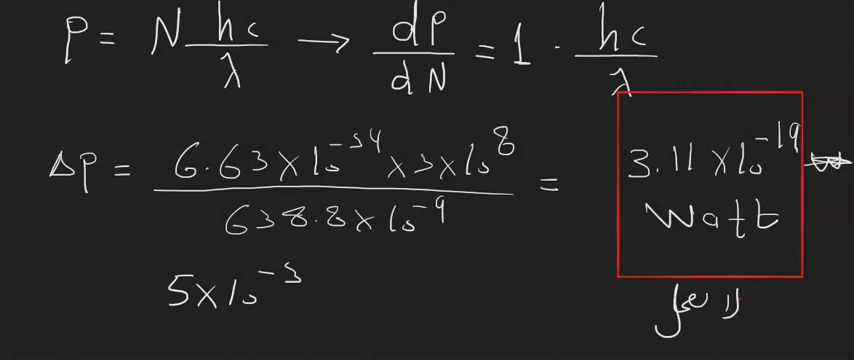 P = N hc/λ → dP/dN = 1 · hc/λ
ΔP = 6.63 x 10^-34 x 3 x 10^8 / 638.8 x 10^-9 = 3.11 x 10^-19
Watt
5 x 10^-3